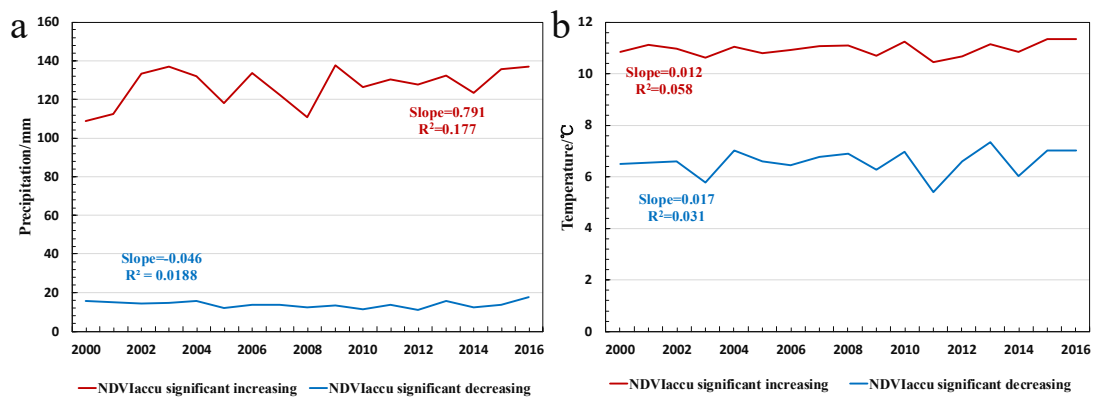 a
160
140
120
100
80
60
40
20
0
Precipitation/mm
Slope=0.791
R²=0.177
Slope=-0.046
R² = 0.0188
2000 2002 2004 2006 2008 2010 2012 2014 2016
NDVIaccu significant increasing NDVIaccu significant decreasing
b
12
10
8
6
4
2
0
Temperature/℃
Slope=0.012
R²=0.058
Slope=0.017
R²=0.031
2000 2002 2004 2006 2008 2010 2012 2014 2016
NDVIaccu significant increasing NDVIaccu significant decreasing